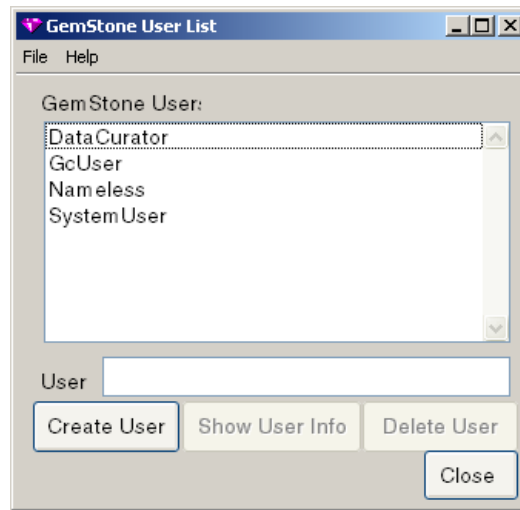 GemStone User List
File Help
GemStone User:
DataCurator
GcUser
Nameless
SystemUser
User
Create User Show User Info Delete User
Close